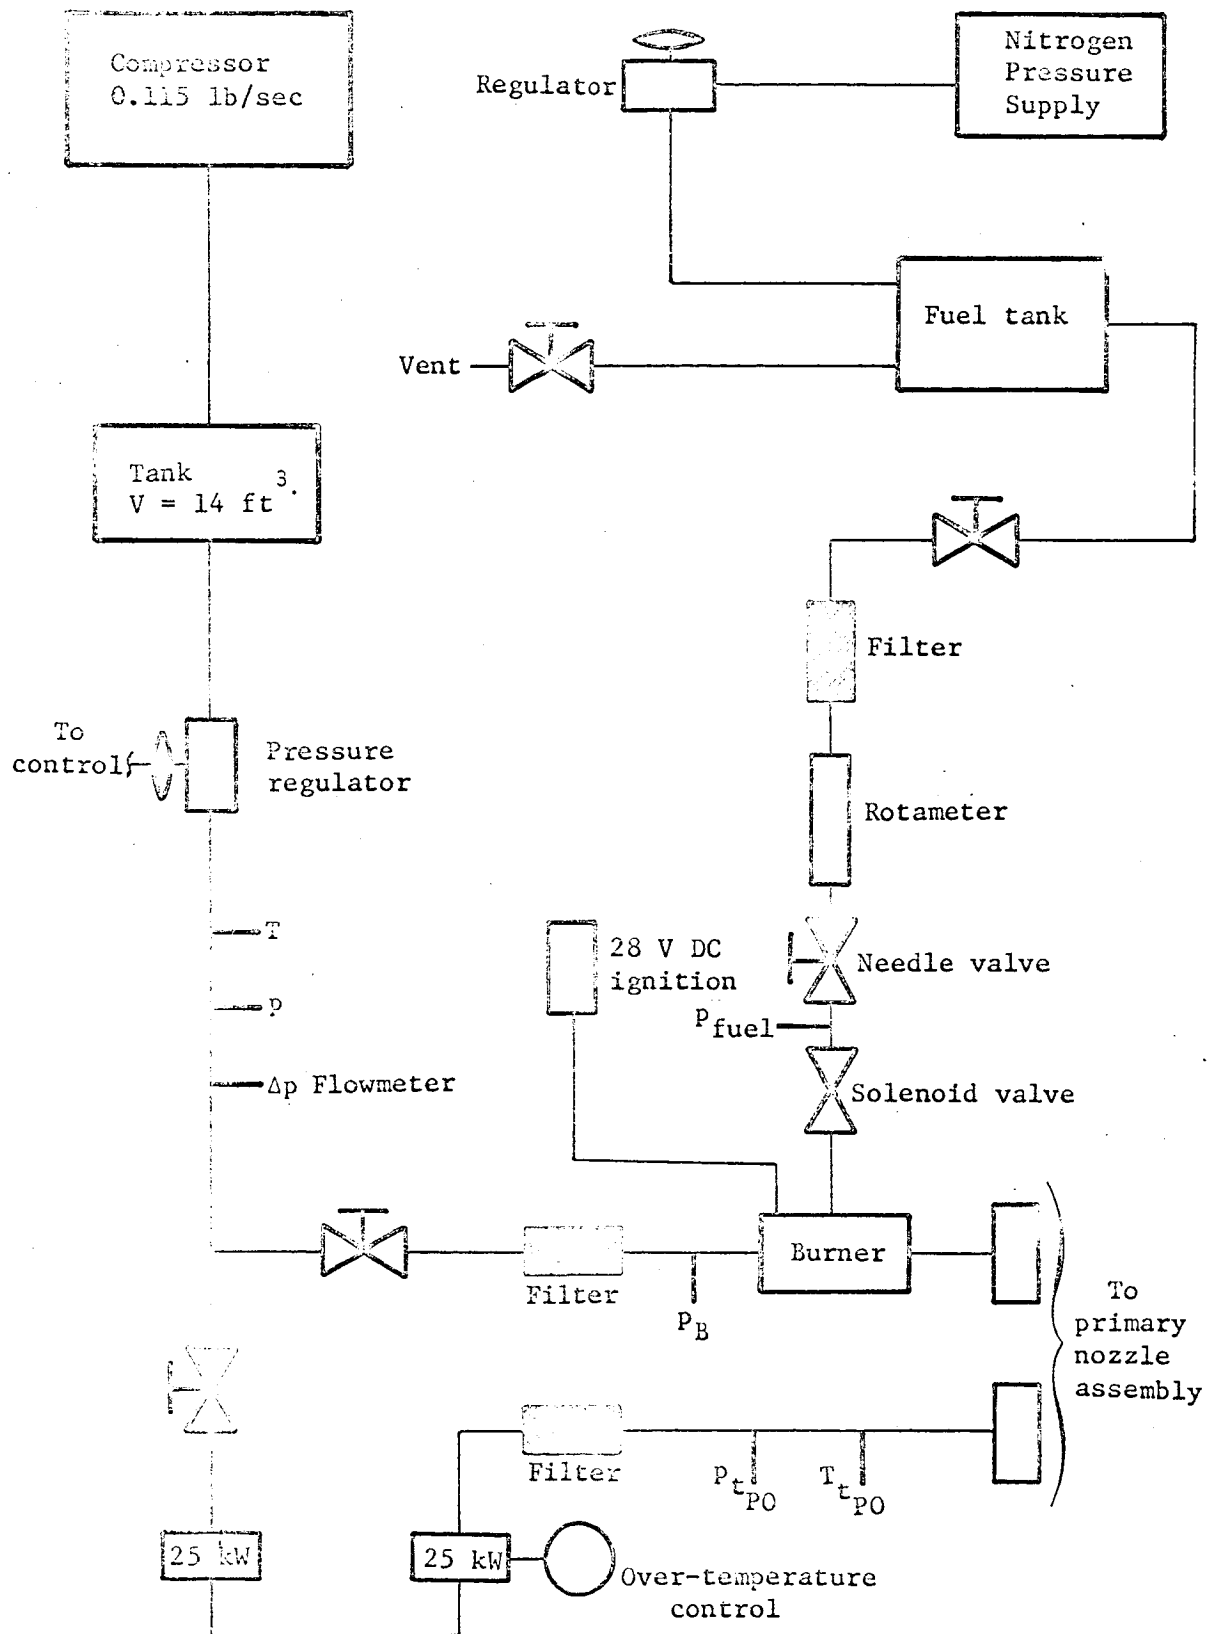 Compressor
0.115 lb/sec
Regulator
Nitrogen
Pressure
Supply
Fuel tank
Vent
Tank
V = 14 ft3.
Filter
To
control
Pressure
regulator
Rotameter
T
28 V DC
ignition
Needle valve
p
Pfuel
Δp Flowmeter
Solenoid valve
Burner
Filter
PB
To
primary
nozzle
assembly
Filter
PtPO
TtPO
25 kW
25 kW
Over-temperature
control